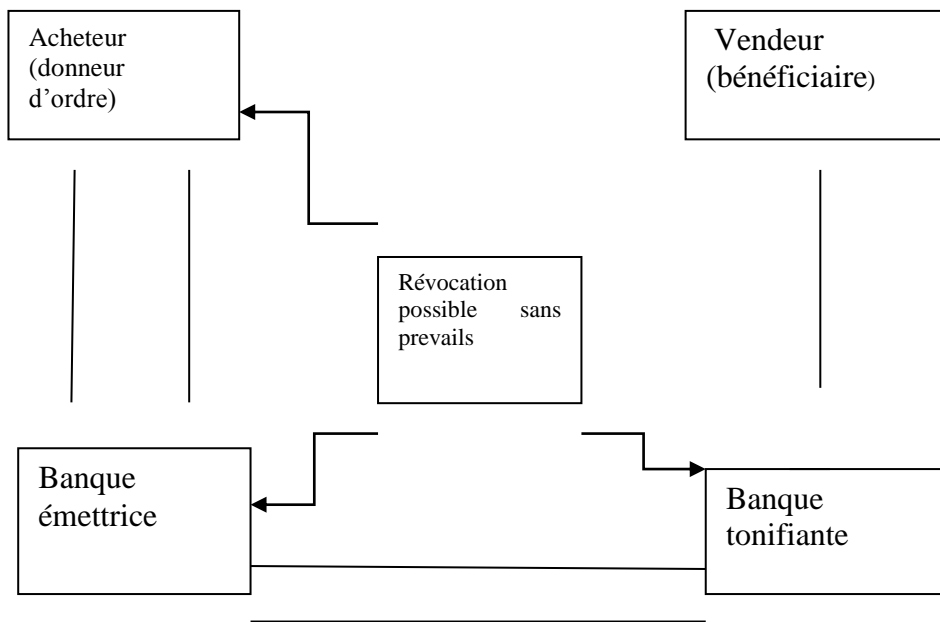 Acheteur
(donneur
d’ordre)
Vendeur
(bénéficiaire)
Révocation
possible sans
prevails
Banque
émettrice
Banque
tonifiante